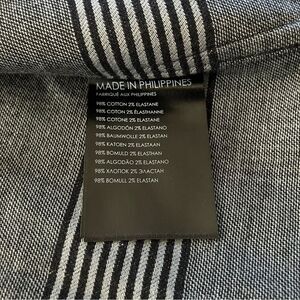 MADE IN PHILIPPINES
FABRIQUÉ AUX PHILIPPINES
98% COTTON 2% ELASTANE
98% COTON 2% ÉLASTHANNE
98% COTONE 2% ELASTANE
98% ALGODÓN 2% ELASTANO
98% BAUMWOLLE 2% ELASTAN
98% KATOEN 2% ELASTAAN
98% BOMULD 2% ELASTHAN
98% ALGODÃO 2% ELASTANO
98% ХЛОПОК 2% ЭЛАСТАН
98% BOMULL 2% ELASTAN